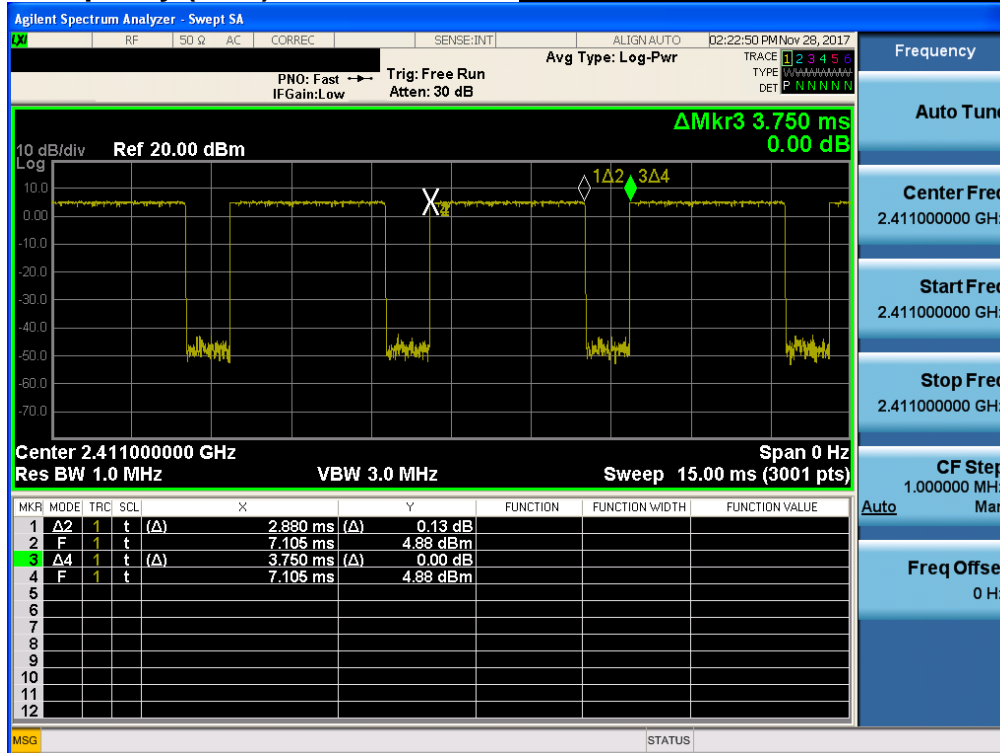 Agilent Spectrum Analyzer - Swept SA
LXI RF 50 Ω AC CORREC SENSE:INT ALIGN AUTO 02:22:50 PM Nov 28, 2017
PNO: Fast Trig: Free Run Avg Type: Log-Pwr TRACE 1 2 3 4 5 6
IFGain:Low Atten: 30 dB TYPE
DET P N N N N N
ΔMkr3 3.750 ms
0.00 dB
10 dB/div Ref 20.00 dBm
Log
1Δ2 3Δ4
10.0
X 4
0.00
-10.0
-20.0
-30.0
-40.0
-50.0
-60.0
-70.0
Center 2.411000000 GHz Span 0 Hz
Res BW 1.0 MHz VBW 3.0 MHz Sweep 15.00 ms (3001 pts)
MKR MODE TRC SCL X Y FUNCTION FUNCTION WIDTH FUNCTION VALUE
1 Δ2 1 t (Δ) 2.880 ms (Δ) 0.13 dB
2 F 1 t 7.105 ms 4.88 dBm
3 Δ4 1 t (Δ) 3.750 ms (Δ) 0.00 dB
4 F 1 t 7.105 ms 4.88 dBm
5
6
7
8
9
10
11
12
MSG STATUS
Frequency
Auto Tun
Center Fre
2.411000000 GH
Start Fre
2.411000000 GH
Stop Fre
2.411000000 GH
CF Step
1.000000 MH
Auto Ma
Freq Offse
0 H